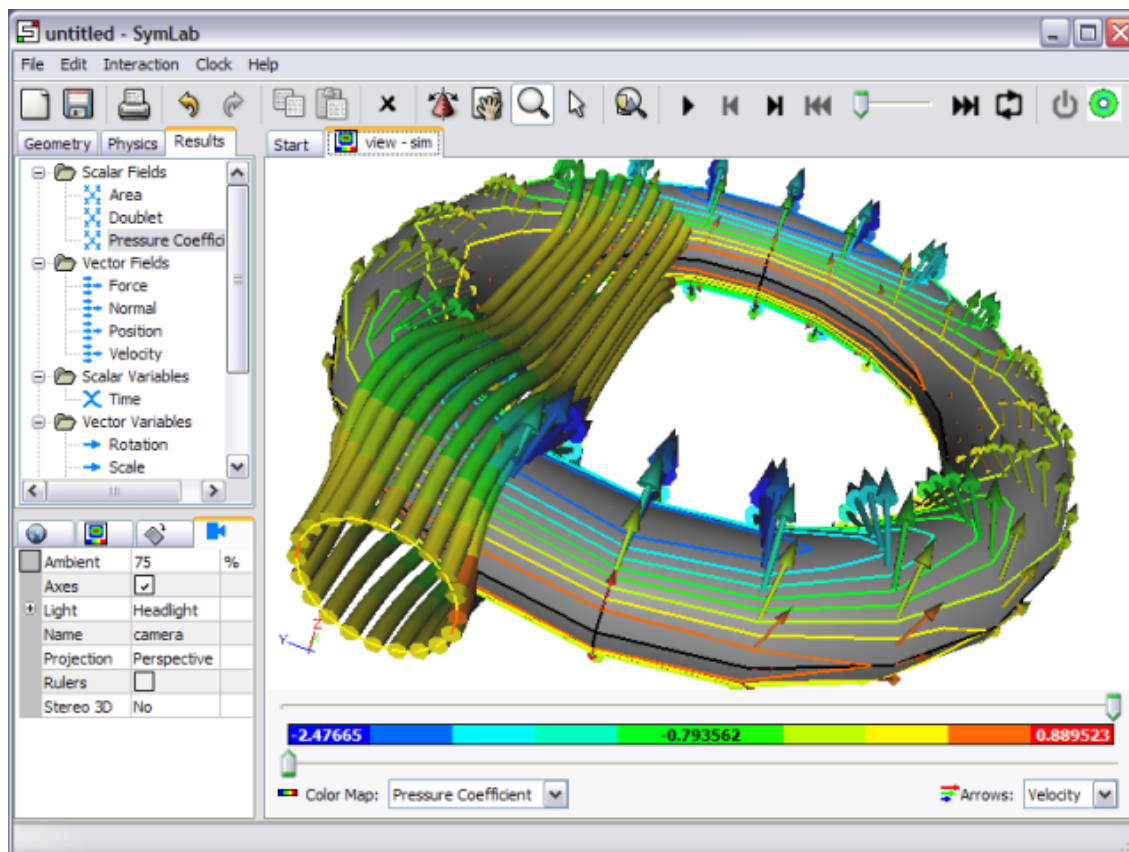 untitled - SymLab
File Edit Interaction Clock Help
Geometry Physics Results
Start view - sim
Scalar Fields
Area
Doublet
Pressure Coeffici
Vector Fields
Force
Normal
Position
Velocity
Scalar Variables
Time
Vector Variables
Rotation
Scale
Ambient 75 %
Axes
Light Headlight
Name camera
Projection Perspective
Rulers
Stereo 3D No
Y Z
-2.47665 -0.793562 0.889523
Color Map: Pressure Coefficient Arrows: Velocity